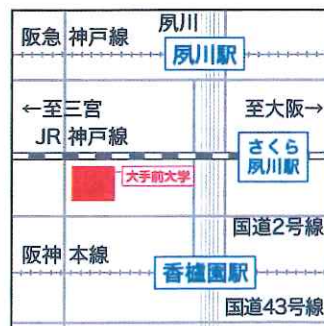 夙川
阪急 神戸線
夙川駅
←至三宮
至大阪→
JR 神戸線
さくら
夙川駅
大手前大学
国道2号線
阪神 本線
香櫨園駅
国道43号線